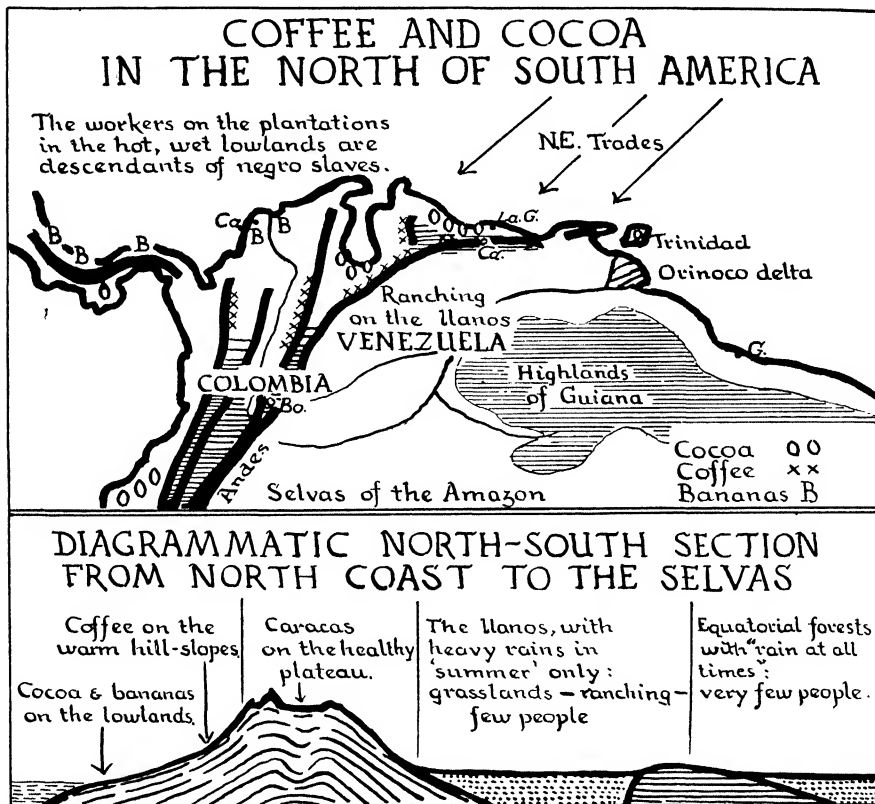 COFFEE AND COCOA
IN THE NORTH OF SOUTH AMERICA
The workers on the plantations
in the hot, wet lowlands are
descendants of negro slaves.
N.E. Trades
Ca.
B
B
B
B
B
B
La.G.
Ca.
Trinidad
Orinoco delta
Ranching
on the llanos
VENEZUELA
G.
COLOMBIA
Bo.
Highlands
of Guiana
Andes
Selvas of the Amazon
Cocoa 00
Coffee xx
Bananas B
DIAGRAMMATIC NORTH-SOUTH SECTION
FROM NORTH COAST TO THE SELVAS
Coffee on the
warm hill-slopes.
Cocoa & bananas
on the lowlands.
Caracas
on the healthy
plateau.
The llanos, with
heavy rains in
'summer' only:
grasslands – ranching –
few people
Equatorial forests
with "rain at all
times":
very few people.